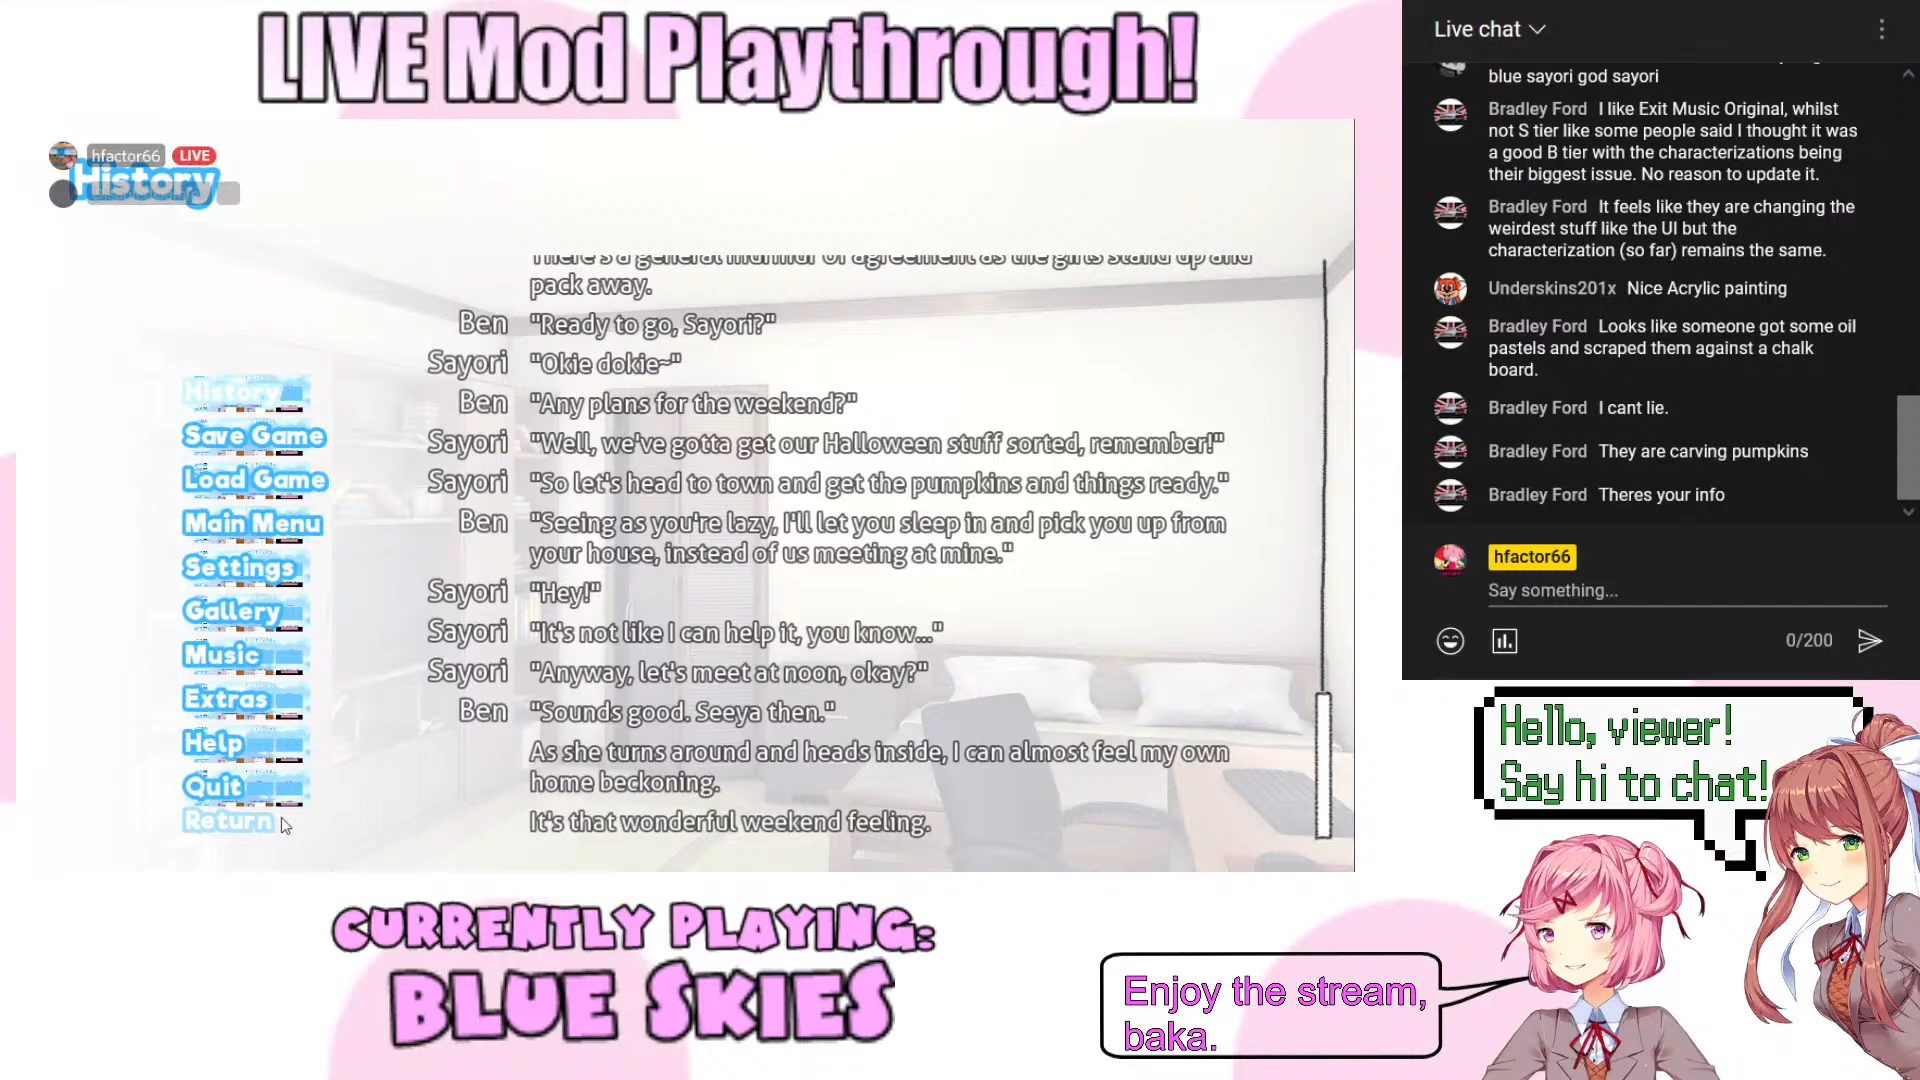 LIVE Mod Playthrough!
hfactor66 LIVE
History
There's a general murmur of agreement as the girls stand up and
pack away.
Ben "Ready to go, Sayori?"
Sayori "Okie dokie~"
Ben "Any plans for the weekend?"
Sayori "Well, we've gotta get our Halloween stuff sorted, remember!"
Sayori "So let's head to town and get the pumpkins and things ready."
Ben "Seeing as you're lazy, I'll let you sleep in and pick you up from
your house, instead of us meeting at mine."
Sayori "Hey!"
Sayori "It's not like I can help it, you know..."
Sayori "Anyway, let's meet at noon, okay?"
Ben "Sounds good. Seeya then."
As she turns around and heads inside, I can almost feel my own
home beckoning.
It's that wonderful weekend feeling.
History
Save Game
Load Game
Main Menu
Settings
Gallery
Music
Extras
Help
Quit
Return
CURRENTLY PLAYING:
BLUE SKIES
Live chat
blue sayori god sayori
Bradley Ford I like Exit Music Original, whilst
not S tier like some people said I thought it was
a good B tier with the characterizations being
their biggest issue. No reason to update it.
Bradley Ford It feels like they are changing the
weirdest stuff like the UI but the
characterization (so far) remains the same.
Underskins201x Nice Acrylic painting
Bradley Ford Looks like someone got some oil
pastels and scraped them against a chalk
board.
Bradley Ford I cant lie.
Bradley Ford They are carving pumpkins
Bradley Ford Theres your info
hfactor66
Say something...
0/200
Hello, viewer!
Say hi to chat!
Enjoy the stream,
baka.